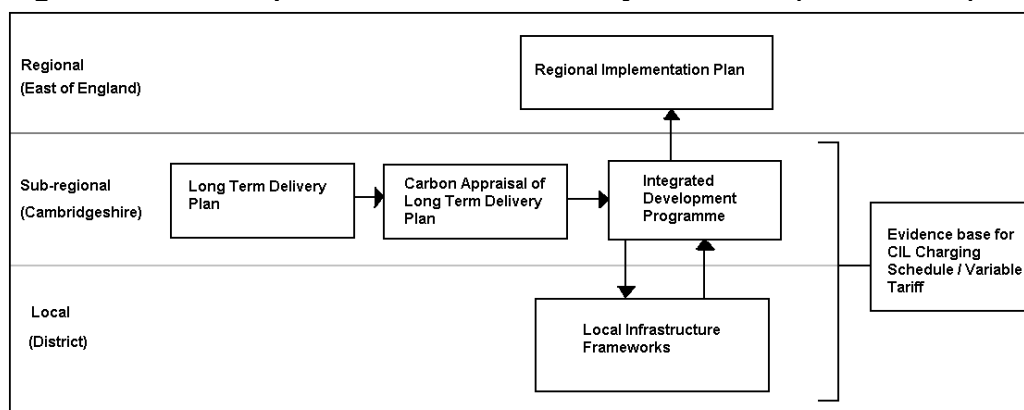 Regional
(East of England)
Regional Implementation Plan
Sub-regional
(Cambridgeshire)
Long Term Delivery
Plan
Carbon Appraisal of
Long Term Delivery
Plan
Integrated
Development
Programme
Evidence base for
CIL Charging
Schedule / Variable
Tariff
Local
(District)
Local Infrastructure
Frameworks